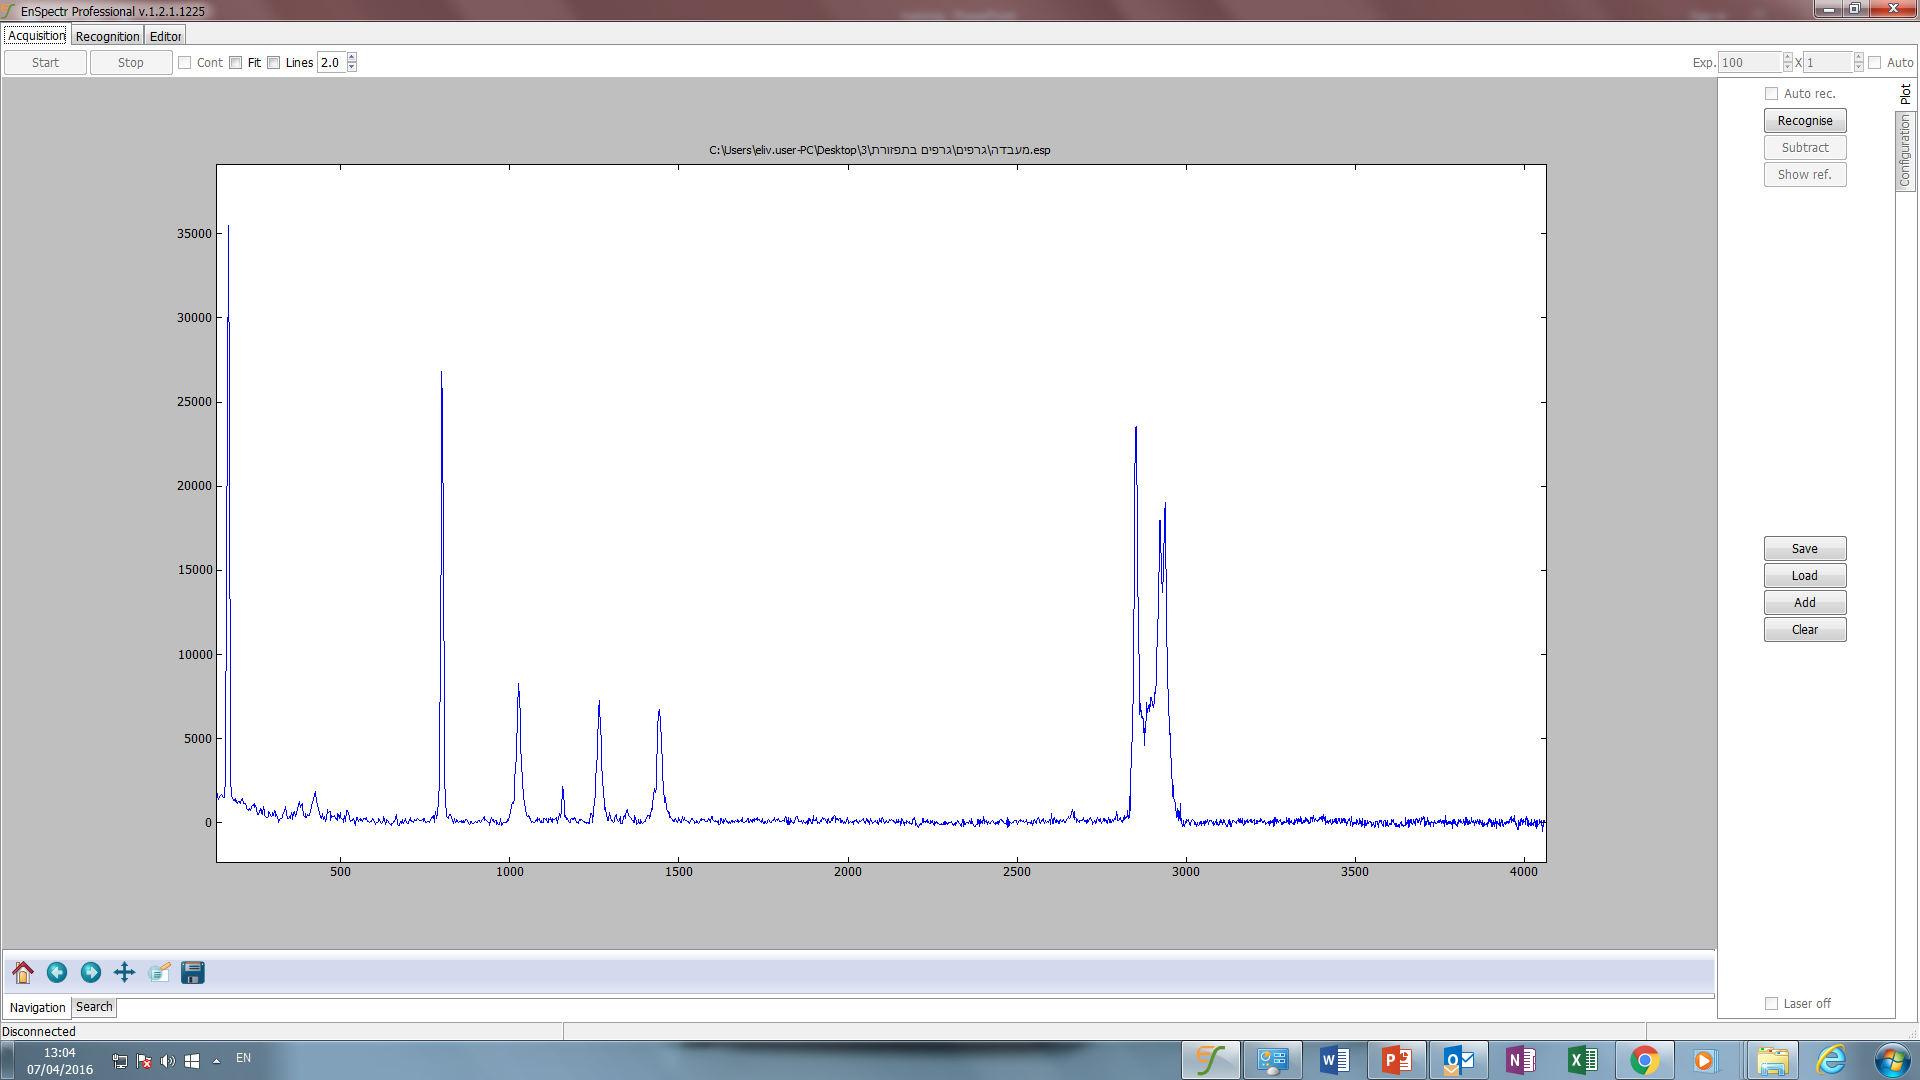 EnSpectr Professional v.1.2.1.1225
Acquisition Recognition Editor
Start Stop Cont Fit Lines 2.0 Exp. 100 X 1 Auto
Plot
Configuration
Auto rec.
Recognise
Subtract
Show ref.
C:\Users\eliv.user-PC\Desktop\3\מעבדה\גרפים\גרפים בתפזורת.esp
35000
30000
25000
20000
15000
10000
5000
0
500 1000 1500 2000 2500 3000 3500 4000
Save
Load
Add
Clear
Laser off
Navigation Search
Disconnected
13:04
07/04/2016
EN